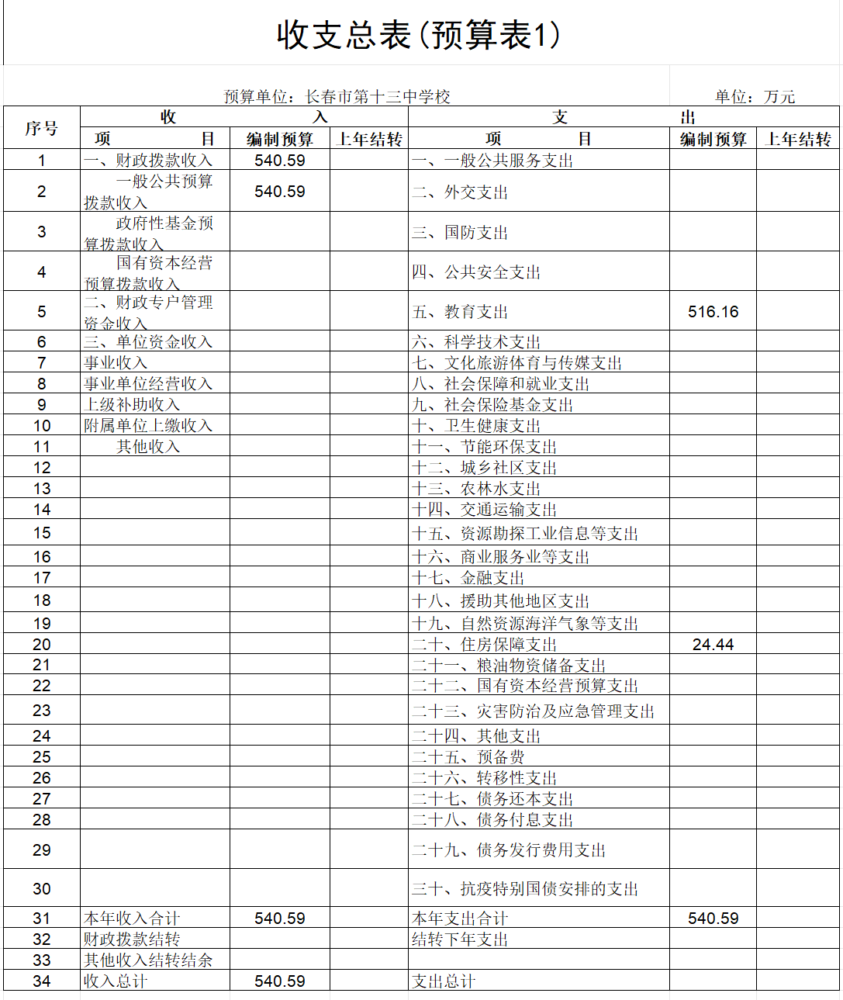 收支总表(预算表1)
预算单位：长春市第十三中学校 单位：万元
序号 收 入 支 出
项 目 编制预算 上年结转 项 目 编制预算 上年结转
1 一、财政拨款收入 540.59 一、一般公共服务支出
2 一般公共预算拨款收入 540.59 二、外交支出
3 政府性基金预算拨款收入 三、国防支出
4 国有资本经营预算拨款收入 四、公共安全支出
5 二、财政专户管理资金收入 五、教育支出 516.16
6 三、单位资金收入 六、科学技术支出
7 事业收入 七、文化旅游体育与传媒支出
8 事业单位经营收入 八、社会保障和就业支出
9 上级补助收入 九、社会保险基金支出
10 附属单位上缴收入 十、卫生健康支出
11 其他收入 十一、节能环保支出
12 十二、城乡社区支出
13 十三、农林水支出
14 十四、交通运输支出
15 十五、资源勘探工业信息等支出
16 十六、商业服务业等支出
17 十七、金融支出
18 十八、援助其他地区支出
19 十九、自然资源海洋气象等支出
20 二十、住房保障支出 24.44
21 二十一、粮油物资储备支出
22 二十二、国有资本经营预算支出
23 二十三、灾害防治及应急管理支出
24 二十四、其他支出
25 二十五、预备费
26 二十六、转移性支出
27 二十七、债务还本支出
28 二十八、债务付息支出
29 二十九、债务发行费用支出
30 三十、抗疫特别国债安排的支出
31 本年收入合计 540.59 本年支出合计 540.59
32 财政拨款结转 结转下年支出
33 其他收入结转结余
34 收入总计 540.59 支出总计